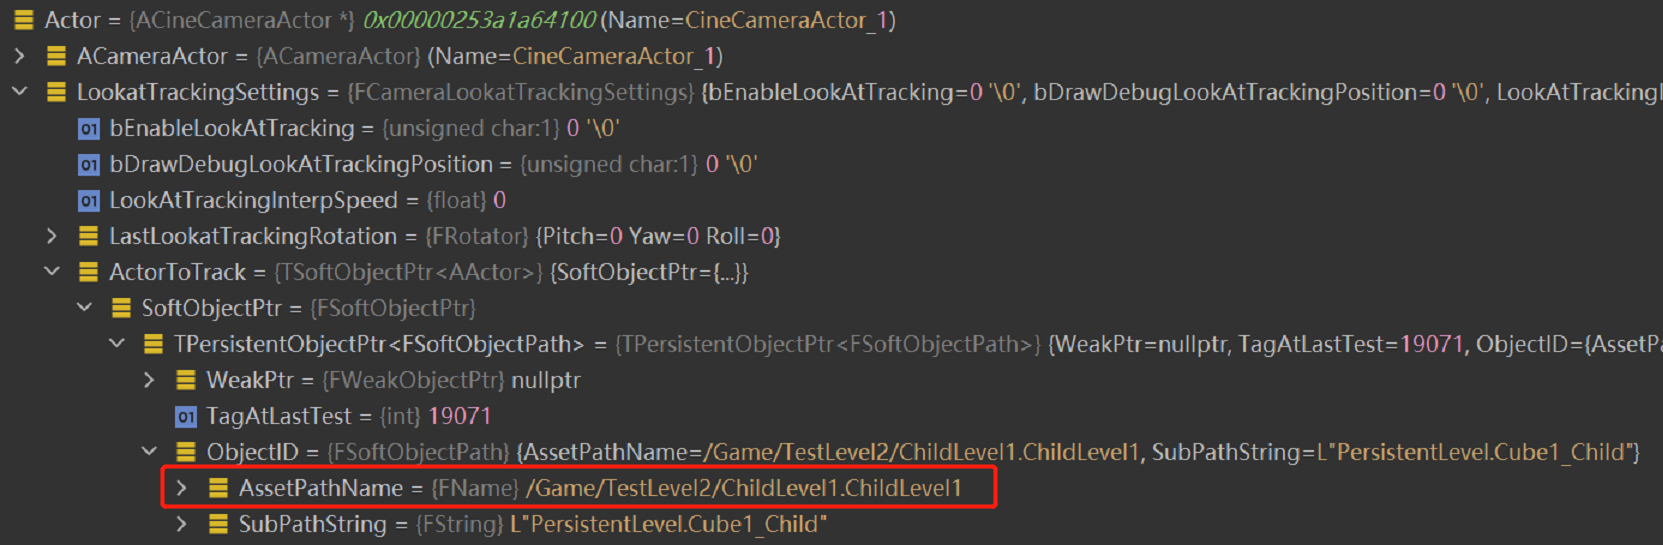 Actor = {ACineCameraActor *} 0x00000253a1a64100 (Name=CineCameraActor_1)
ACameraActor = {ACameraActor} (Name=CineCameraActor_1)
LookatTrackingSettings = {FCameraLookatTrackingSettings} {bEnableLookAtTracking=0 '\0', bDrawDebugLookAtTrackingPosition=0 '\0', LookAtTrackingI
01 bEnableLookAtTracking = {unsigned char:1} 0 '\0'
01 bDrawDebugLookAtTrackingPosition = {unsigned char:1} 0 '\0'
01 LookAtTrackingInterpSpeed = {float} 0
LastLookatTrackingRotation = {FRotator} {Pitch=0 Yaw=0 Roll=0}
ActorToTrack = {TSoftObjectPtr<AActor>} {SoftObjectPtr={...}}
SoftObjectPtr = {FSoftObjectPtr}
TPersistentObjectPtr<FSoftObjectPath> = {TPersistentObjectPtr<FSoftObjectPath>} {WeakPtr=nullptr, TagAtLastTest=19071, ObjectID={AssetPa
WeakPtr = {FWeakObjectPtr} nullptr
01 TagAtLastTest = {int} 19071
ObjectID = {FSoftObjectPath} {AssetPathName=/Game/TestLevel2/ChildLevel1.ChildLevel1, SubPathString=L"PersistentLevel.Cube1_Child"}
AssetPathName = {FName} /Game/TestLevel2/ChildLevel1.ChildLevel1
SubPathString = {FString} L"PersistentLevel.Cube1_Child"